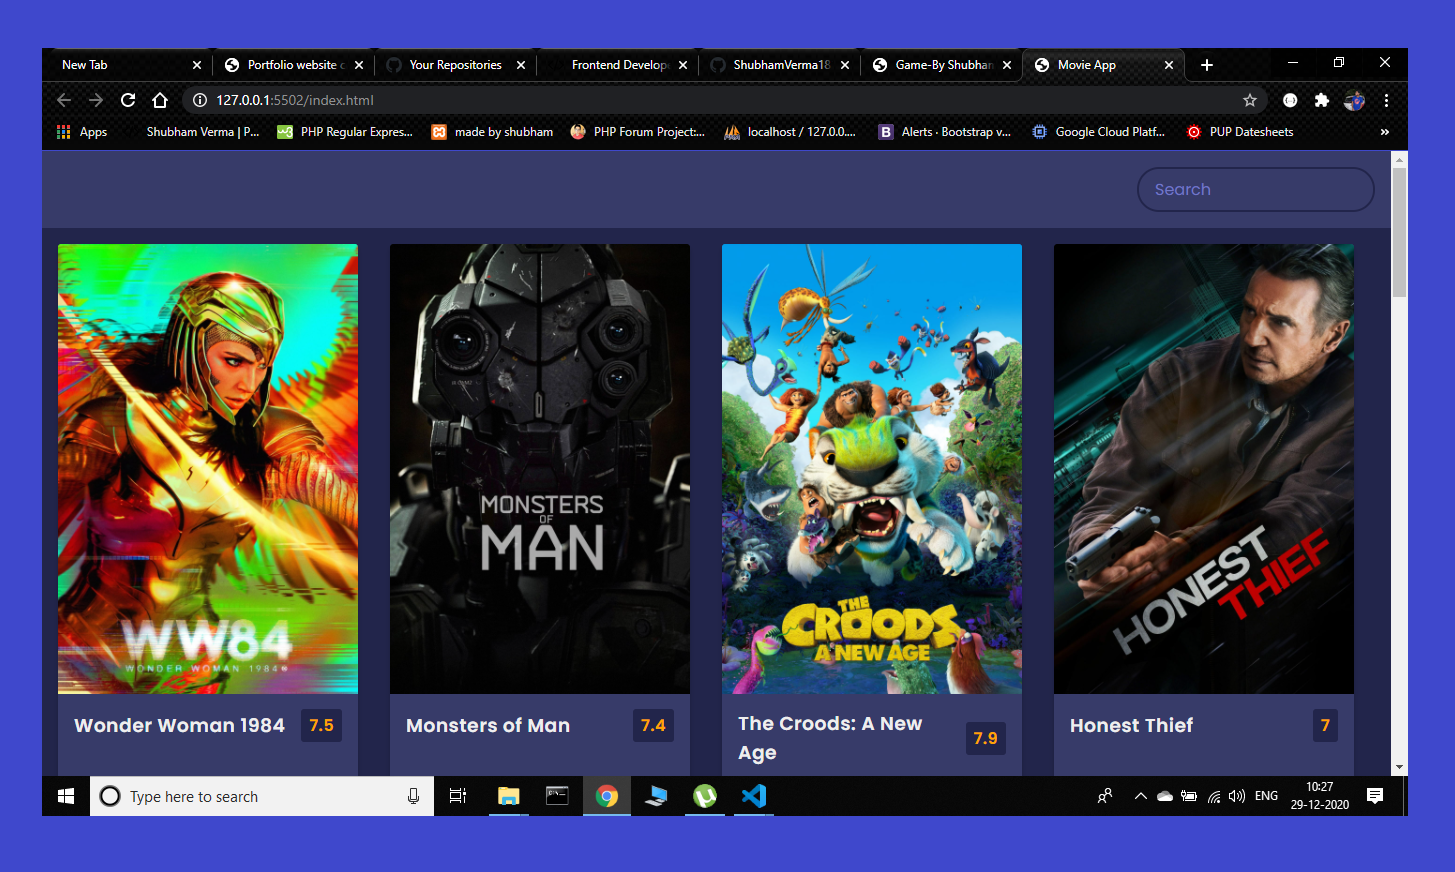 New Tab
Portfolio website c
Your Repositories
Frontend Develop
ShubhamVerma18
Game-By Shubham
Movie App
127.0.0.1:5502/index.html
Apps
Shubham Verma | P...
PHP Regular Expres...
made by shubham
PHP Forum Project:...
localhost / 127.0.0....
Alerts · Bootstrap v...
Google Cloud Platf...
PUP Datesheets
»
Search
WW84
WONDER WOMAN 1984
MONSTERS
OF
MAN
THE
CROODS
A NEW AGE
HONEST
THIEF
Wonder Woman 1984
7.5
Monsters of Man
7.4
The Croods: A New
Age
7.9
Honest Thief
7
Type here to search
ENG
10:27
29-12-2020